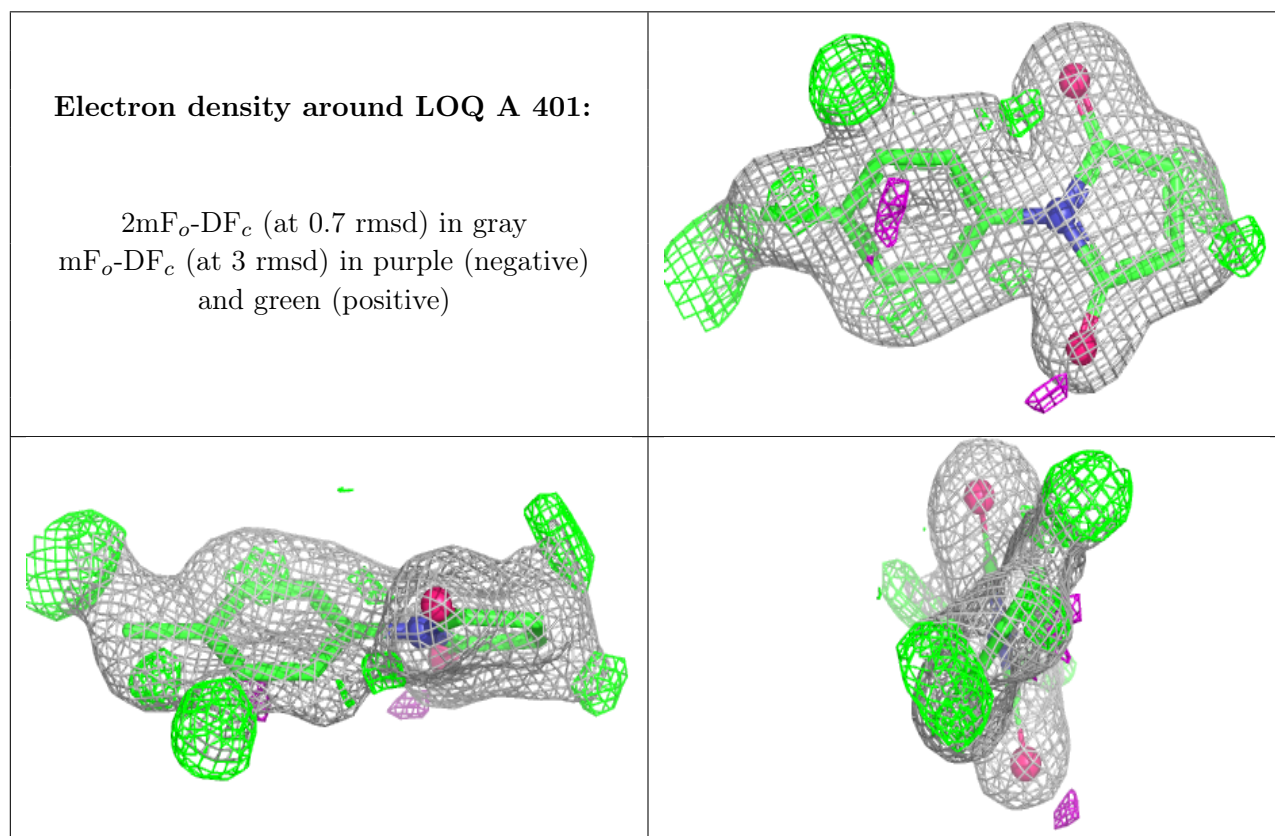 Electron density around LOQ A 401:
2mFo-DFc (at 0.7 rmsd) in gray
mFo-DFc (at 3 rmsd) in purple (negative)
and green (positive)